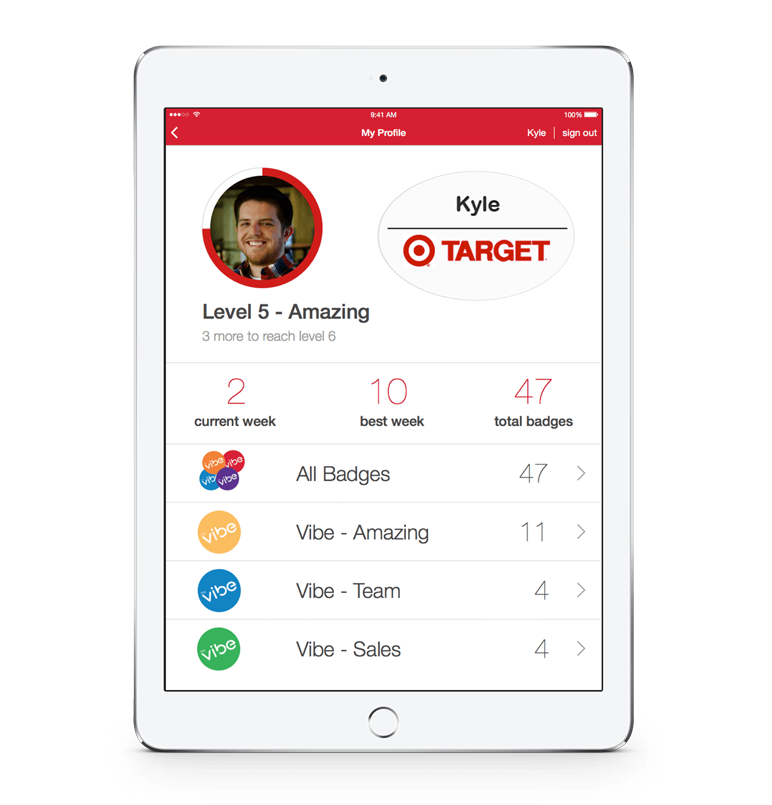 9:41 AM 100%
My Profile Kyle sign out
Kyle
TARGET
Level 5 - Amazing
3 more to reach level 6
2 10 47
current week best week total badges
vibe vibe vibe vibe All Badges 47
vibe Vibe - Amazing 11
vibe Vibe - Team 4
vibe Vibe - Sales 4